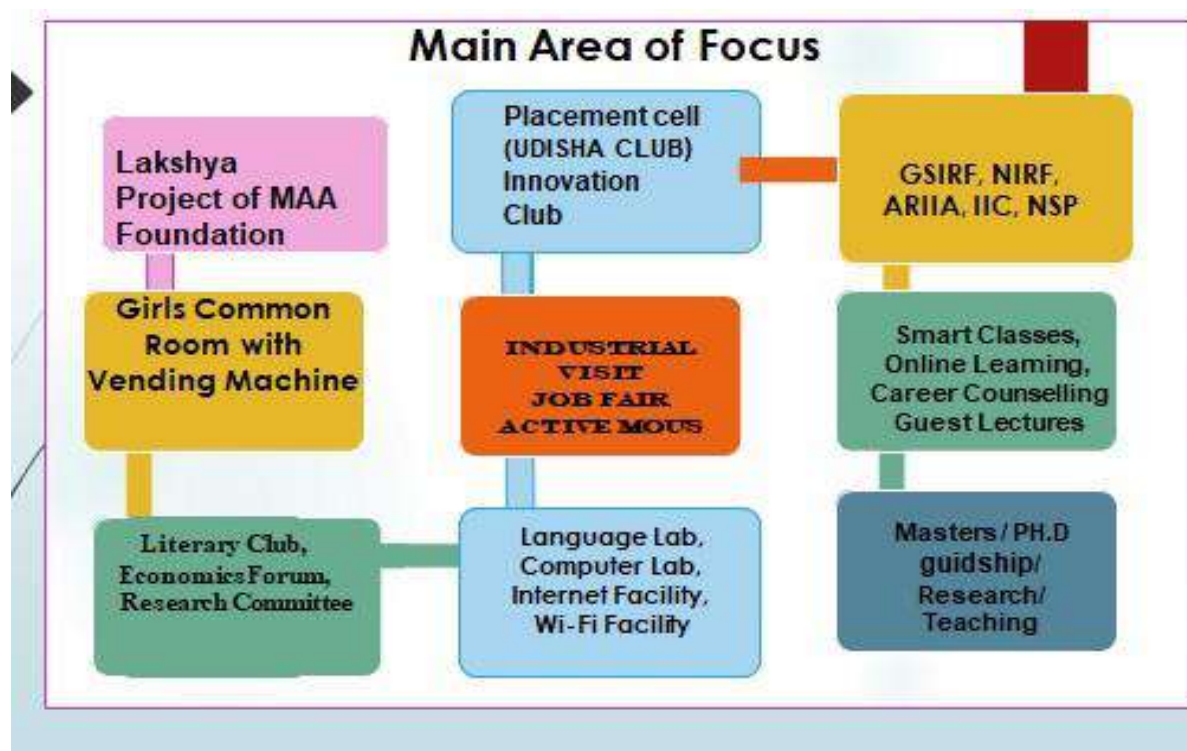 Main Area of Focus
Lakshya
Project of MAA
Foundation
Girls Common
Room with
Vending Machine
Literary Club,
Economics Forum,
Research Committee
Language Lab,
Computer Lab,
Internet Facility,
Wi-Fi Facility
INDUSTRIAL
VISIT
JOB FAIR
ACTIVE MOUS
Placement cell
(UDISHA CLUB)
Innovation
Club
GSIRF, NIRF,
ARIIA, IIC, NSP
Smart Classes,
Online Learning,
Career Counselling
Guest Lectures
Masters / PH.D
guidship/
Research/
Teaching